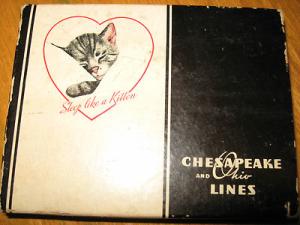 Sleep like a Kitten
CHESAPEAKE
AND Ohio
LINES